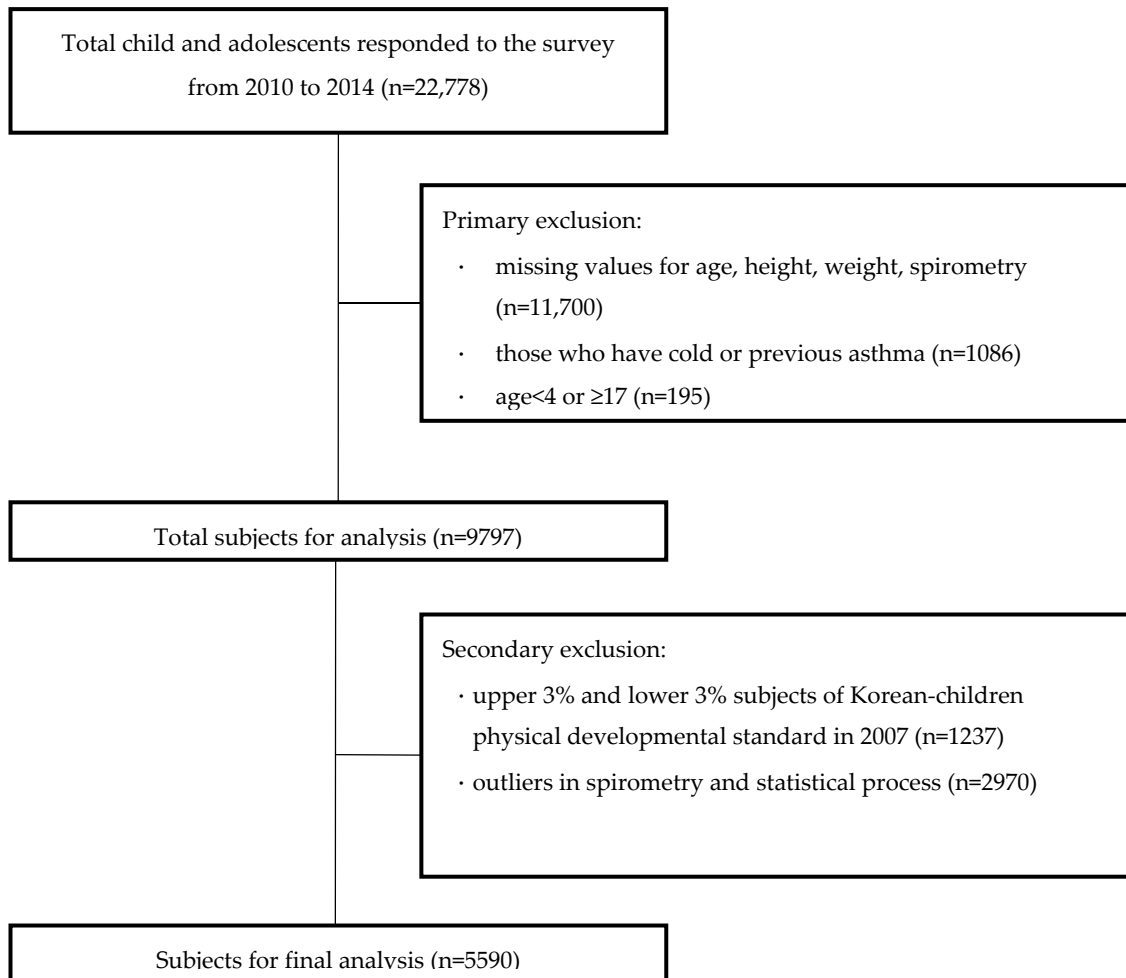 Total child and adolescents responded to the survey
from 2010 to 2014 (n=22,778)
Primary exclusion:
· missing values for age, height, weight, spirometry
(n=11,700)
· those who have cold or previous asthma (n=1086)
· age<4 or ≥17 (n=195)
Total subjects for analysis (n=9797)
Secondary exclusion:
· upper 3% and lower 3% subjects of Korean-children
physical developmental standard in 2007 (n=1237)
· outliers in spirometry and statistical process (n=2970)
Subjects for final analysis (n=5590)